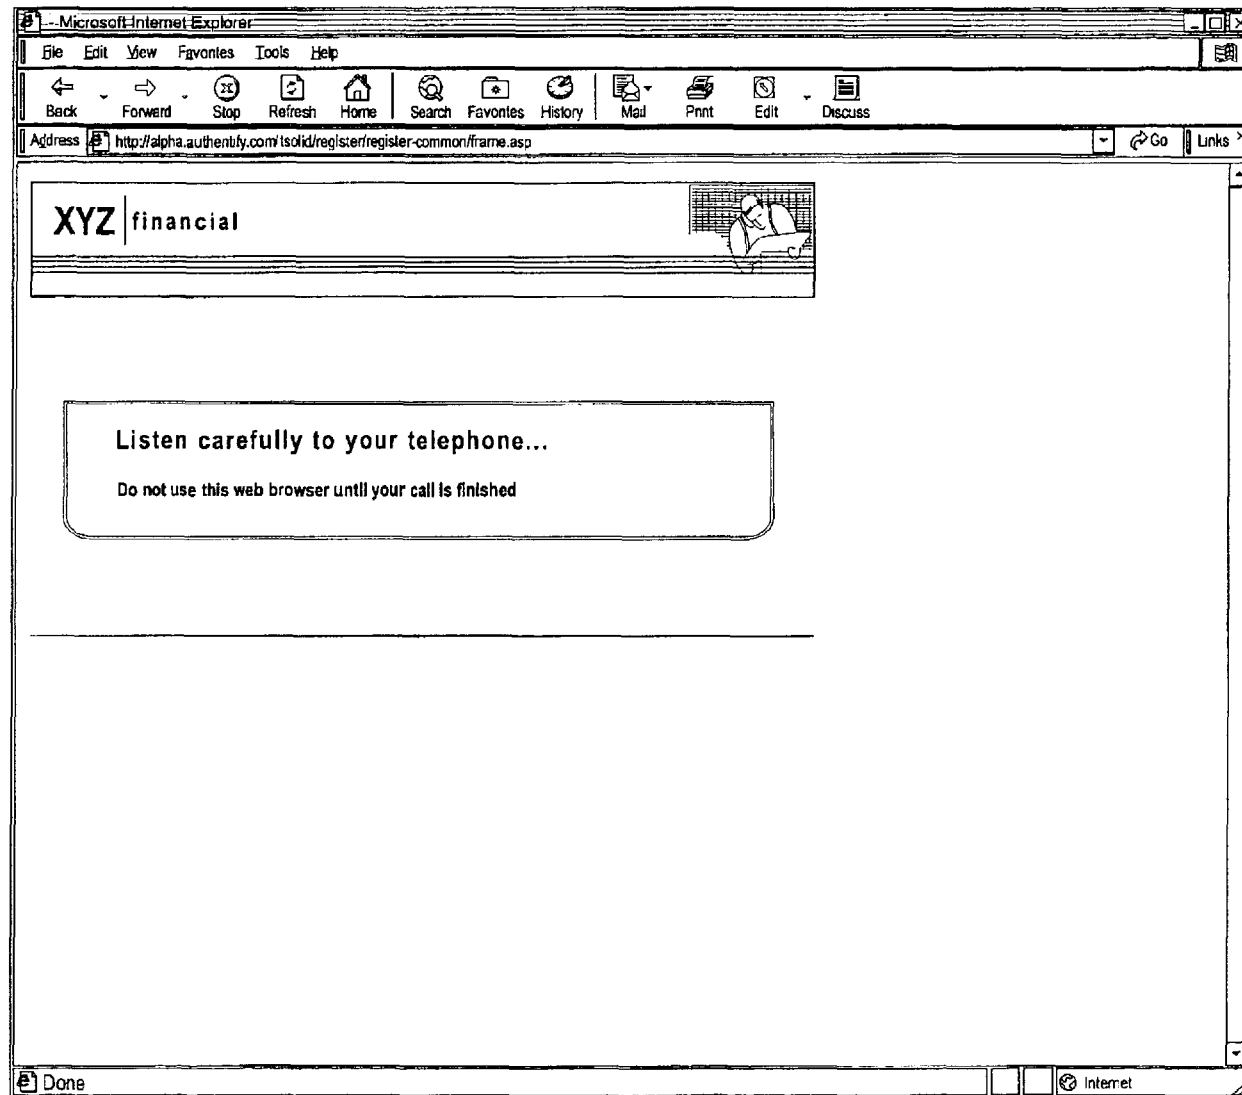 --Microsoft Internet Explorer
File Edit View Favorites Tools Help
Back Forward Stop Refresh Home Search Favorites History Mail Print Edit Discuss
Address http://alpha.authentify.com/tsolid/register/register-common/frame.asp Go Links
XYZ financial
Listen carefully to your telephone...
Do not use this web browser until your call is finished
Done Internet